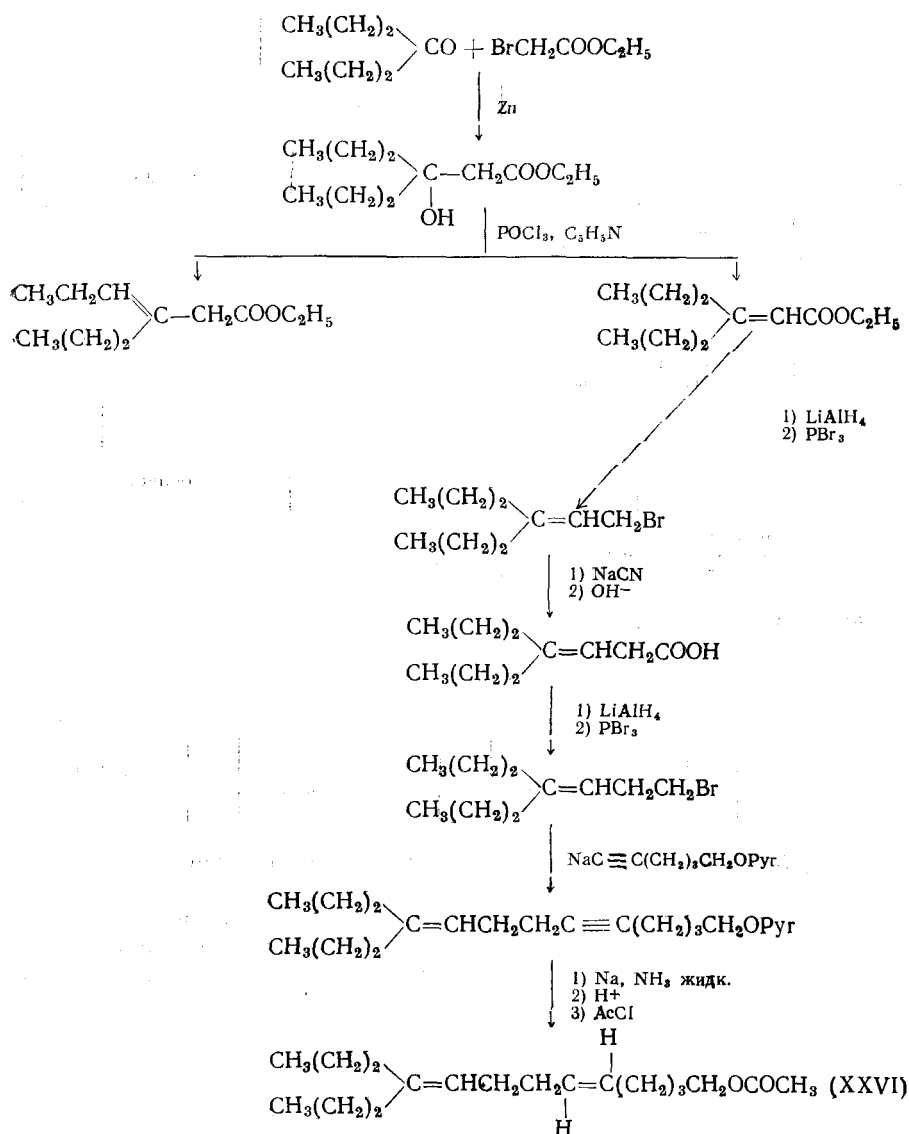 CH₃(CH₂)₂
CO + BrCH₂COOC₂H₅
CH₃(CH₂)₂
Zn
CH₃(CH₂)₂
C—CH₂COOC₂H₅
CH₃(CH₂)₂
OH
POCl₃, C₅H₅N
CH₃CH₂CH
C—CH₂COOC₂H₅
CH₃(CH₂)₂
CH₃(CH₂)₂
C=CHCOOC₂H₅
CH₃(CH₂)₂
1) LiAlH₄
2) PBr₃
CH₃(CH₂)₂
C=CHCH₂Br
CH₃(CH₂)₂
1) NaCN
2) OH⁻
CH₃(CH₂)₂
C=CHCH₂COOH
CH₃(CH₂)₂
1) LiAlH₄
2) PBr₃
CH₃(CH₂)₂
C=CHCH₂CH₂Br
CH₃(CH₂)₂
NaC≡C(CH₂)₃CH₂OPyr
CH₃(CH₂)₂
C=CHCH₂CH₂C≡C(CH₂)₃CH₂OPyr
CH₃(CH₂)₂
1) Na, NH₃ жидк.
2) H+
3) AcCl
H
CH₃(CH₂)₂
C=CHCH₂CH₂C=C(CH₂)₃CH₂OCOCH₃ (XXVI)
CH₃(CH₂)₂
H